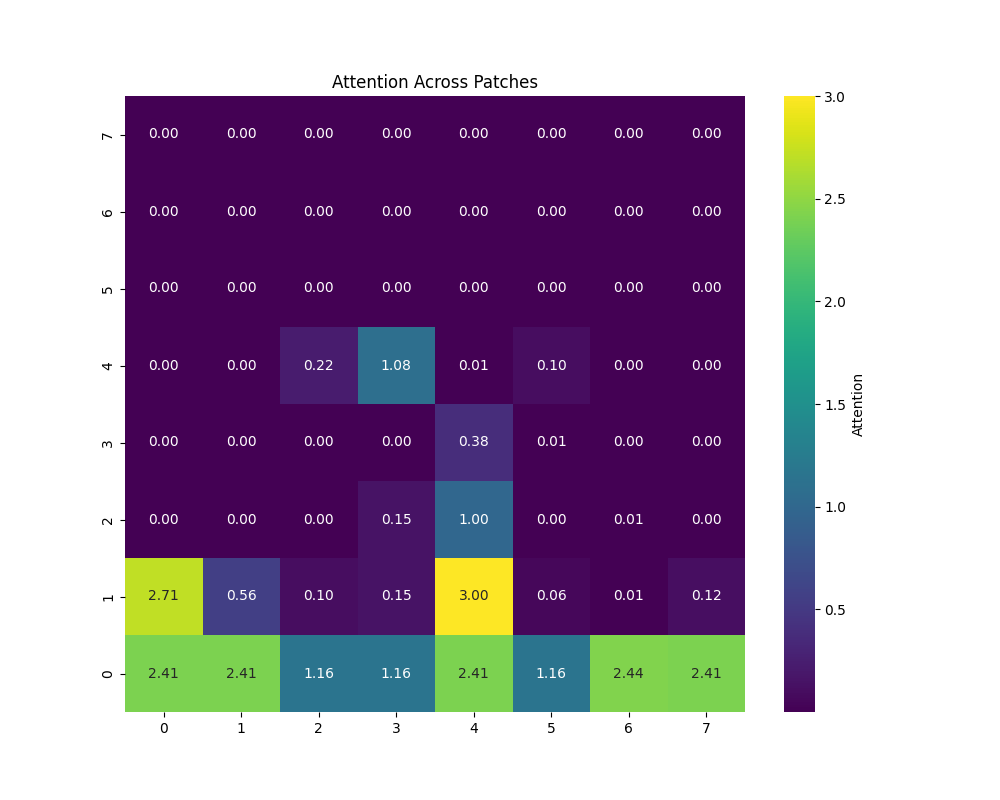 Attention Across Patches
7 0.00 0.00 0.00 0.00 0.00 0.00 0.00 0.00
6 0.00 0.00 0.00 0.00 0.00 0.00 0.00 0.00
5 0.00 0.00 0.00 0.00 0.00 0.00 0.00 0.00
4 0.00 0.00 0.22 1.08 0.01 0.10 0.00 0.00
3 0.00 0.00 0.00 0.00 0.38 0.01 0.00 0.00
2 0.00 0.00 0.00 0.15 1.00 0.00 0.01 0.00
1 2.71 0.56 0.10 0.15 3.00 0.06 0.01 0.12
0 2.41 2.41 1.16 1.16 2.41 1.16 2.44 2.41
0 1 2 3 4 5 6 7
3.0
2.5
2.0
1.5
1.0
0.5
Attention